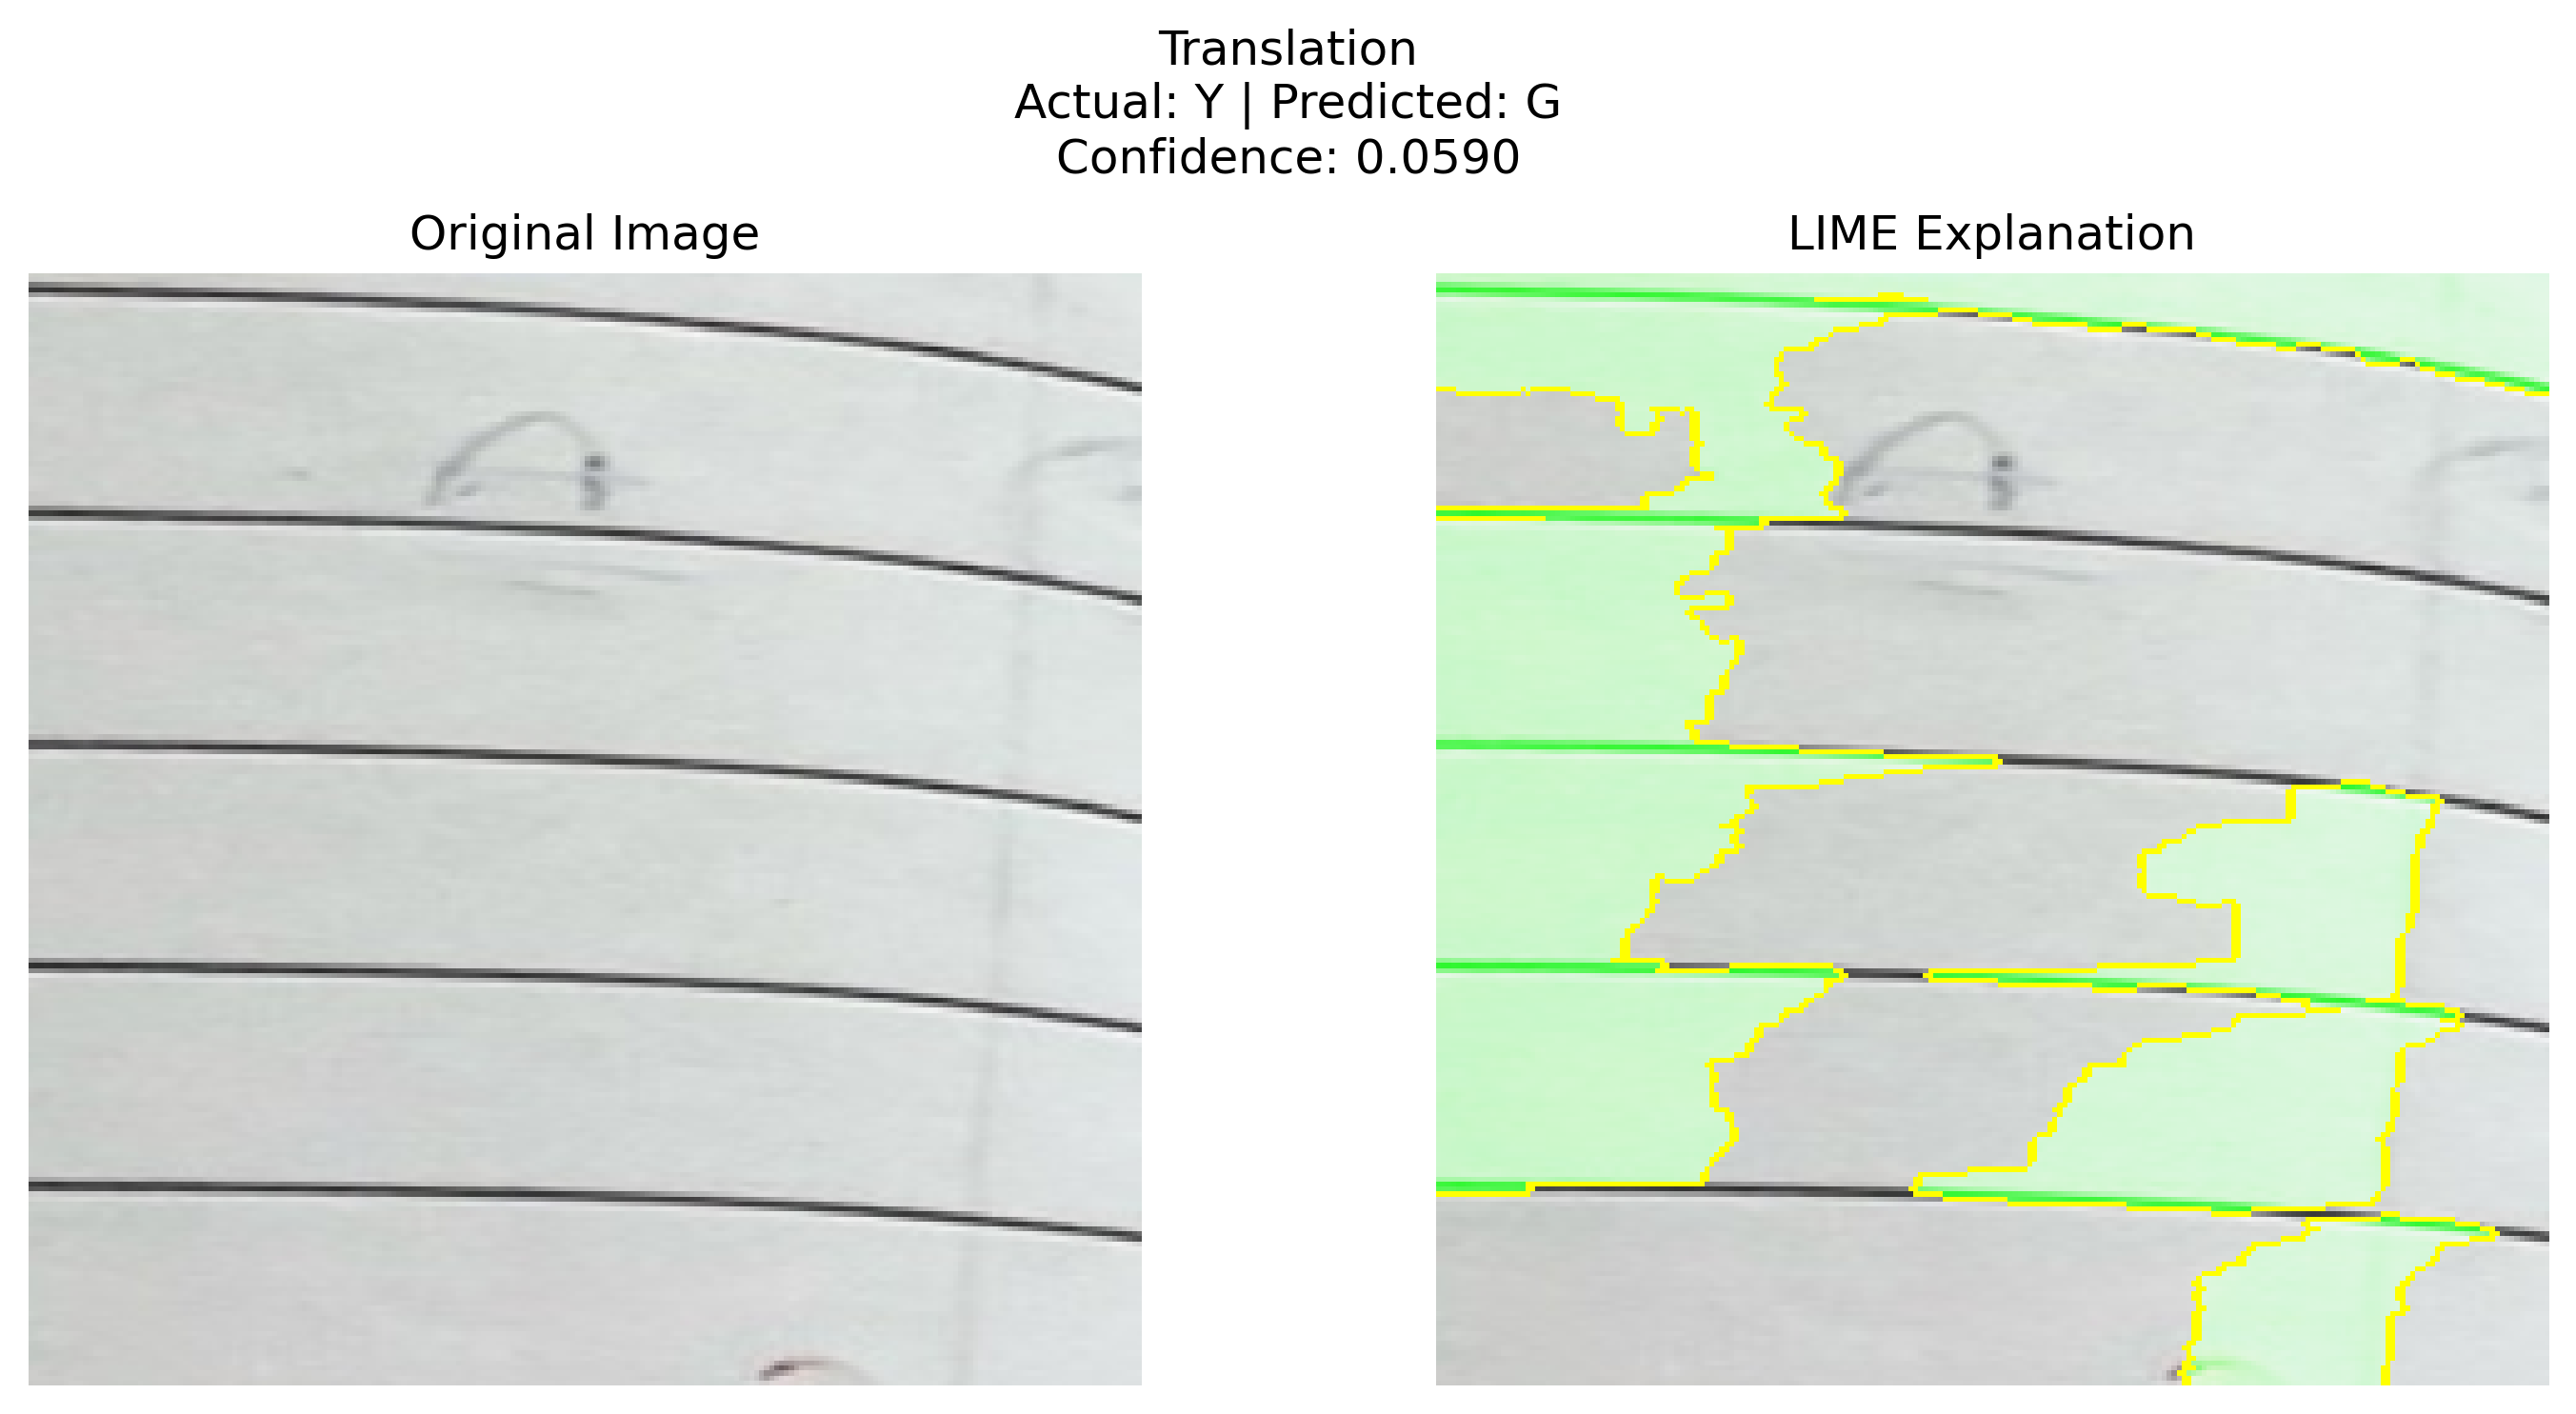 Translation
Actual: Y | Predicted: G
Confidence: 0.0590
Original Image
LIME Explanation